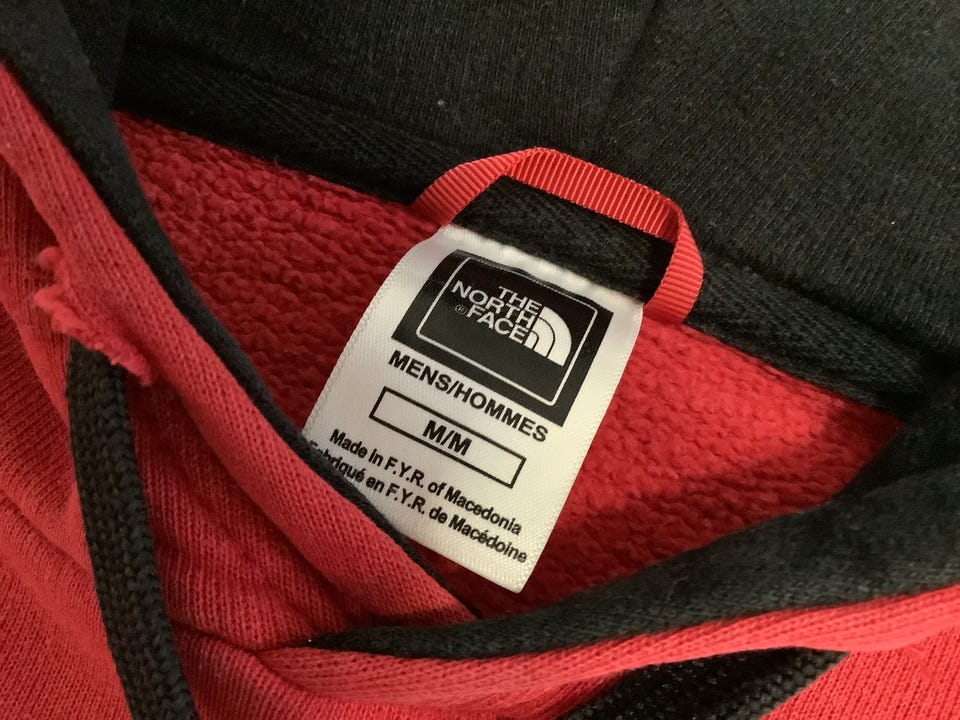 THE
NORTH
FACE
MENS/HOMMES
M/M
Made in F.Y.R. of Macedonia
Fabriqué en F.Y.R. de Macédoine